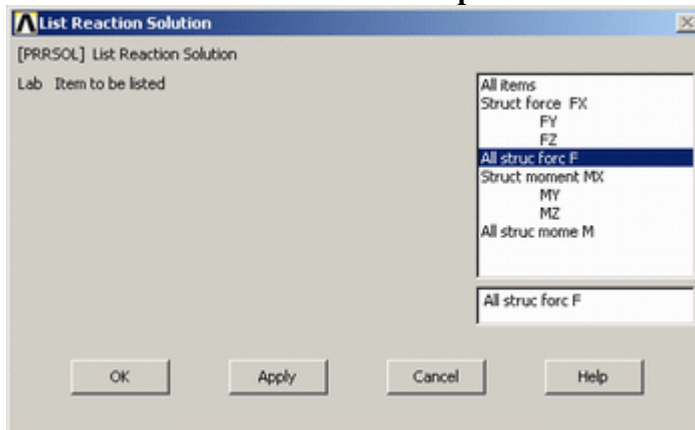 List Reaction Solution
[PRRSOL] List Reaction Solution
Lab Item to be listed
All items
Struct force FX
FY
FZ
All struc forc F
Struct moment MX
MY
MZ
All struc mome M
All struc forc F
OK Apply Cancel Help